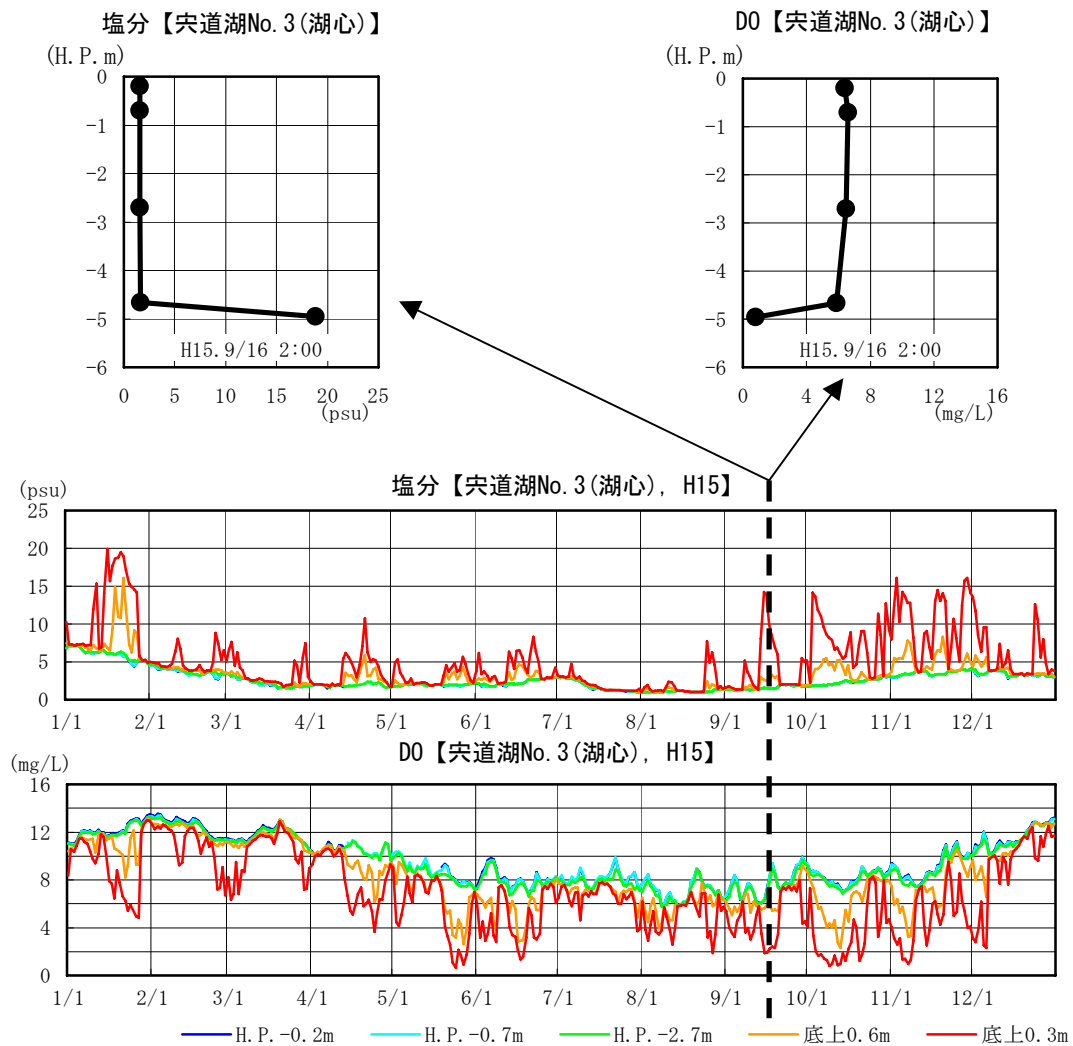 塩分【宍道湖No.3(湖心)】
DO【宍道湖No.3(湖心)】
(H.P.m)
(H.P.m)
0
-1
-2
-3
-4
-5
-6
H15.9/16 2:00
0 5 10 15 20 25
(psu)
0
-1
-2
-3
-4
-5
-6
H15.9/16 2:00
0 4 8 12 16
(mg/L)
塩分【宍道湖No.3(湖心), H15】
(psu)
25
20
15
10
5
0
1/1 2/1 3/1 4/1 5/1 6/1 7/1 8/1 9/1 10/1 11/1 12/1
DO【宍道湖No.3(湖心), H15】
(mg/L)
16
12
8
4
0
1/1 2/1 3/1 4/1 5/1 6/1 7/1 8/1 9/1 10/1 11/1 12/1
H.P.-0.2m H.P.-0.7m H.P.-2.7m 底上0.6m 底上0.3m